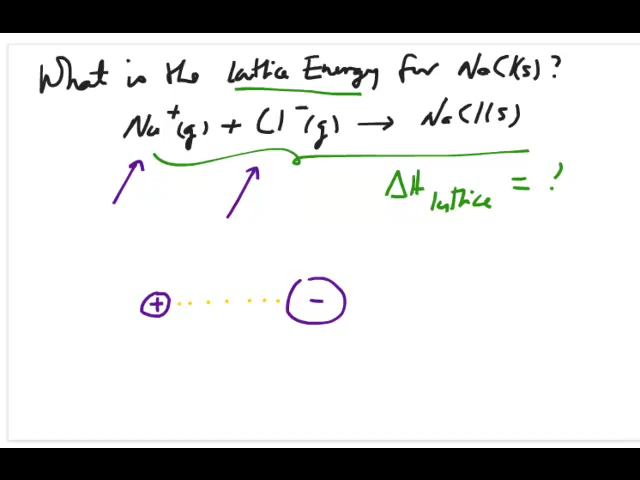 What is the lattice Energy for NaCl(s)?
Na⁺(g) + Cl⁻(g) → NaCl(s)
ΔH lattice = ?
+ −